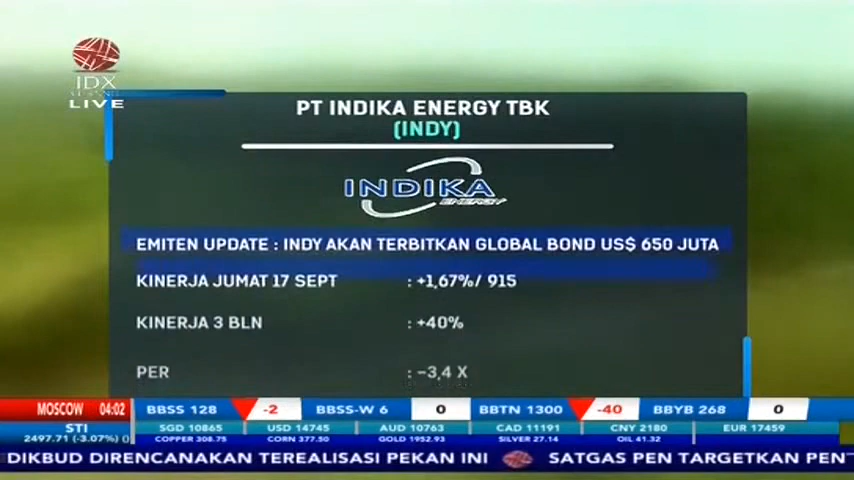 IDX
LIVE
PT INDIKA ENERGY TBK
(INDY)
INDIKA
ENERGY
EMITEN UPDATE : INDY AKAN TERBITKAN GLOBAL BOND US$ 650 JUTA
KINERJA JUMAT 17 SEPT : +1,67%/ 915
KINERJA 3 BLN : +40%
PER : -3,4 X
MOSCOW 04:02 BBSS 128 -2 BBSS-W 6 0 BBTN 1300 -40 BBYB 268 0
STI SGD 10865 USD 14745 AUD 10763 CAD 11191 CNY 2180 EUR 17459
2497.71 (-3.07%) COPPER 308.75 CORN 377.50 GOLD 1952.93 SILVER 27.14 OIL 41.32
DIKBUD DIRENCANAKAN TEREALISASI PEKAN INI SATGAS PEN TARGETKAN PEN